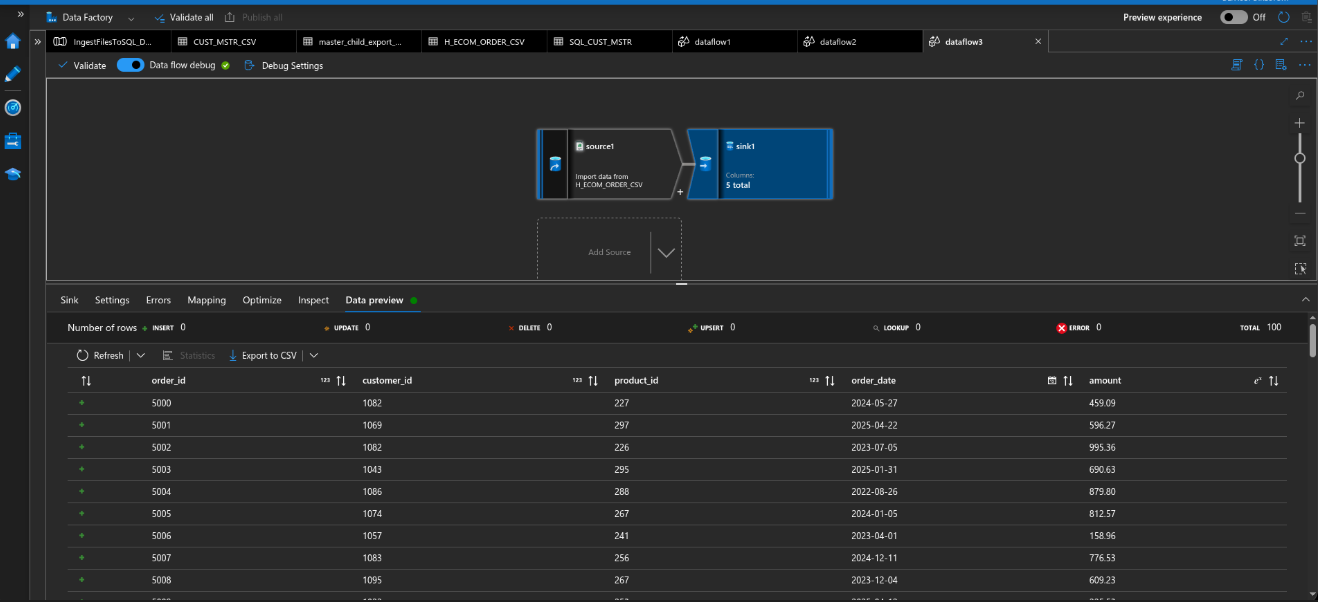 Data Factory
Validate all
Publish all
Preview experience
Off
IngestFilesToSQL_D...
CUST_MSTR_CSV
master_child_export_...
H_ECOM_ORDER_CSV
SQL_CUST_MSTR
dataflow1
dataflow2
dataflow3
Validate
Data flow debug
Debug Settings
source1
Import data from
H_ECOM_ORDER_CSV
sink1
Columns:
5 total
Add Source
Sink Settings Errors Mapping Optimize Inspect Data preview
Number of rows INSERT 0 UPDATE 0 DELETE 0 UPSERT 0 LOOKUP 0 ERROR 0 TOTAL 100
Refresh Statistics Export to CSV
order_id 123 customer_id 123 product_id 123 order_date amount e^x
5000 1082 227 2024-05-27 459.09
5001 1069 297 2025-04-22 596.27
5002 1082 226 2023-07-05 995.36
5003 1043 295 2025-01-31 690.63
5004 1086 288 2022-08-26 879.80
5005 1074 267 2024-01-05 812.57
5006 1057 241 2023-04-01 158.96
5007 1083 256 2024-12-11 776.53
5008 1095 267 2023-12-04 609.23